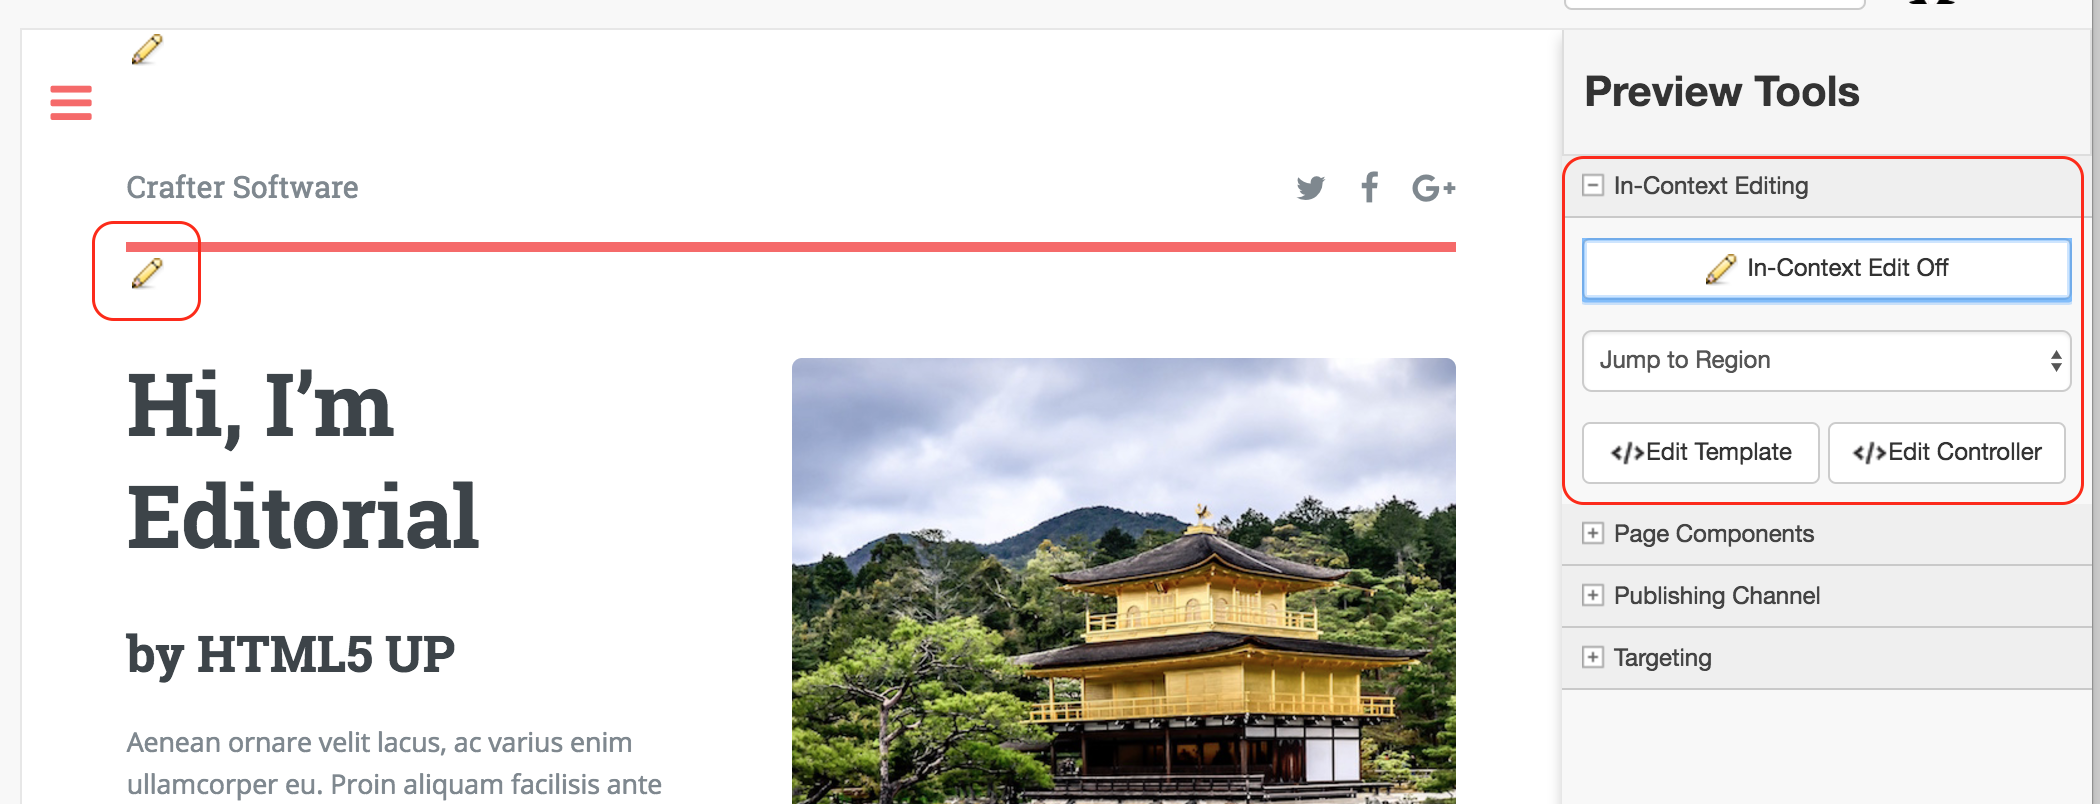 Crafter Software
Hi, I’m
Editorial
by HTML5 UP
Aenean ornare velit lacus, ac varius enim
ullamcorper eu. Proin aliquam facilisis ante
Preview Tools
In-Context Editing
In-Context Edit Off
Jump to Region
</>Edit Template
</>Edit Controller
Page Components
Publishing Channel
Targeting